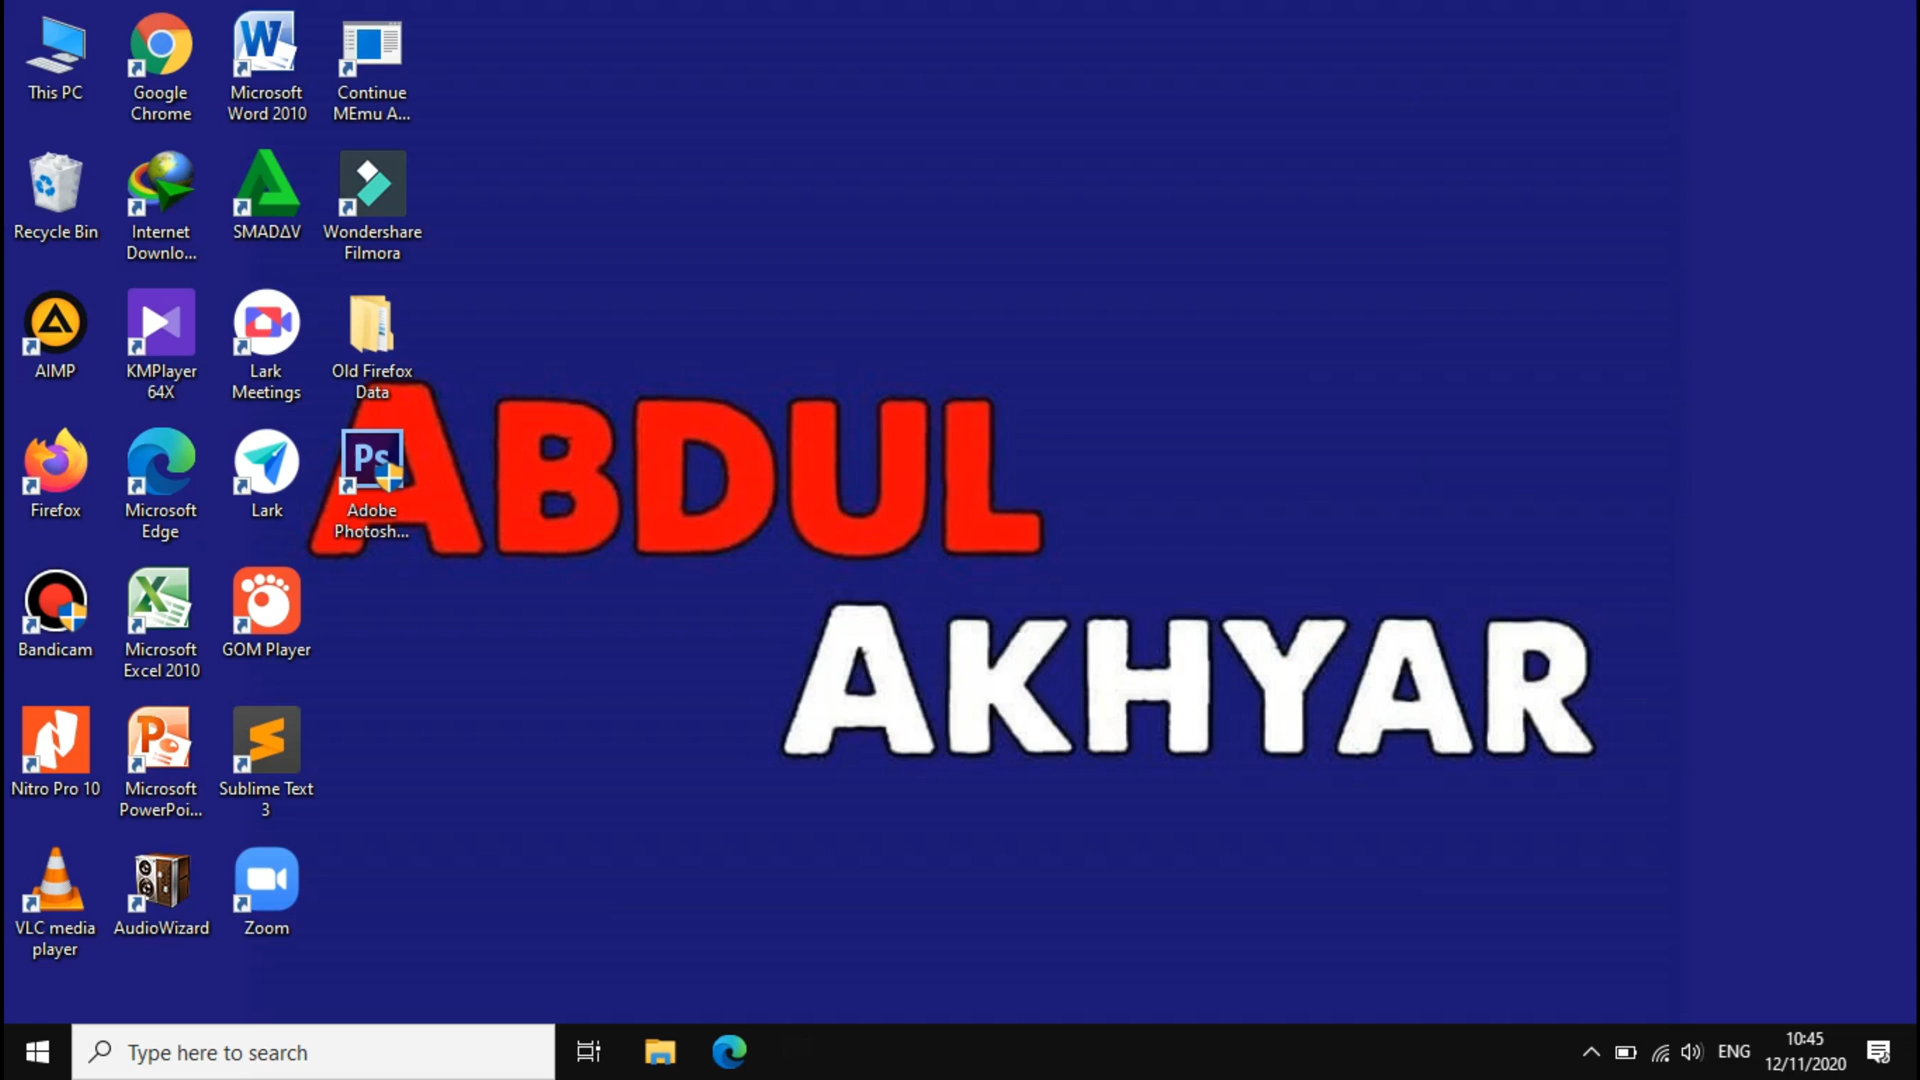 This PC
Google
Chrome
Microsoft
Word 2010
Continue
MEmu A...
Recycle Bin
Internet
Downlo...
SMADΔV
Wondershare
Filmora
AIMP
KMPlayer
64X
Lark
Meetings
Old Firefox
Data
Firefox
Microsoft
Edge
Lark
Ps
Adobe
Photosh...
ABDUL
Bandicam
Microsoft
Excel 2010
GOM Player
AKHYAR
Nitro Pro 10
Microsoft
PowerPoi...
Sublime Text
3
VLC media
player
AudioWizard
Zoom
Type here to search
ENG
10:45
12/11/2020